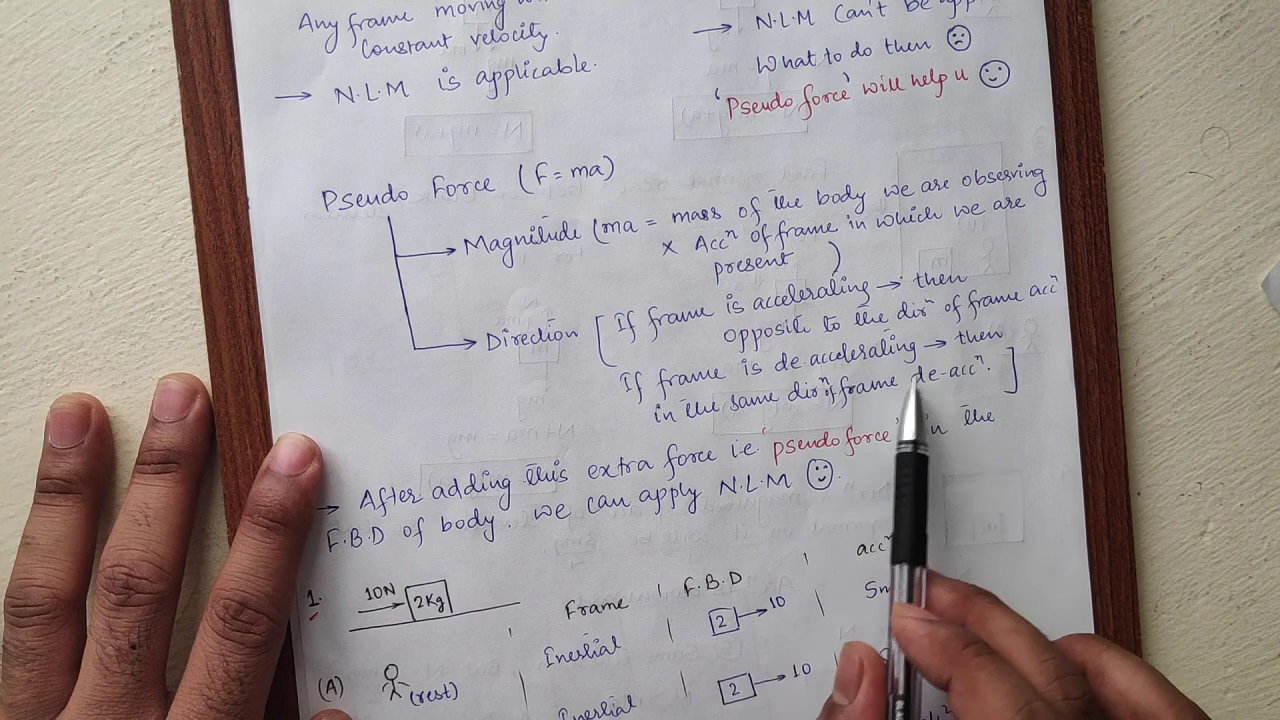 Any frame moving
Constant velocity.
→ N.L.M is applicable.
→ N.L.M Can't be
What to do then ☹
'Pseudo force' will help u ☺
Pseudo Force (F=ma)
→ Magnitude (ma = mass of the body we are observing
× Accⁿ of frame in which we are
present )
→ Direction [ If frame is accelerating → then
opposite to the dirⁿ of frame accⁿ
If frame is de-accelerating → then
in the same dirⁿ of frame de-accⁿ. ]
→ After adding this extra force i.e 'pseudo force' in the
F.B.D of body. we can apply N.L.M ☺.
1. 10N → 2Kg
Frame F.B.D accⁿ
Inertial 2 → 10
(A) (rest)
Inertial 2 → 10